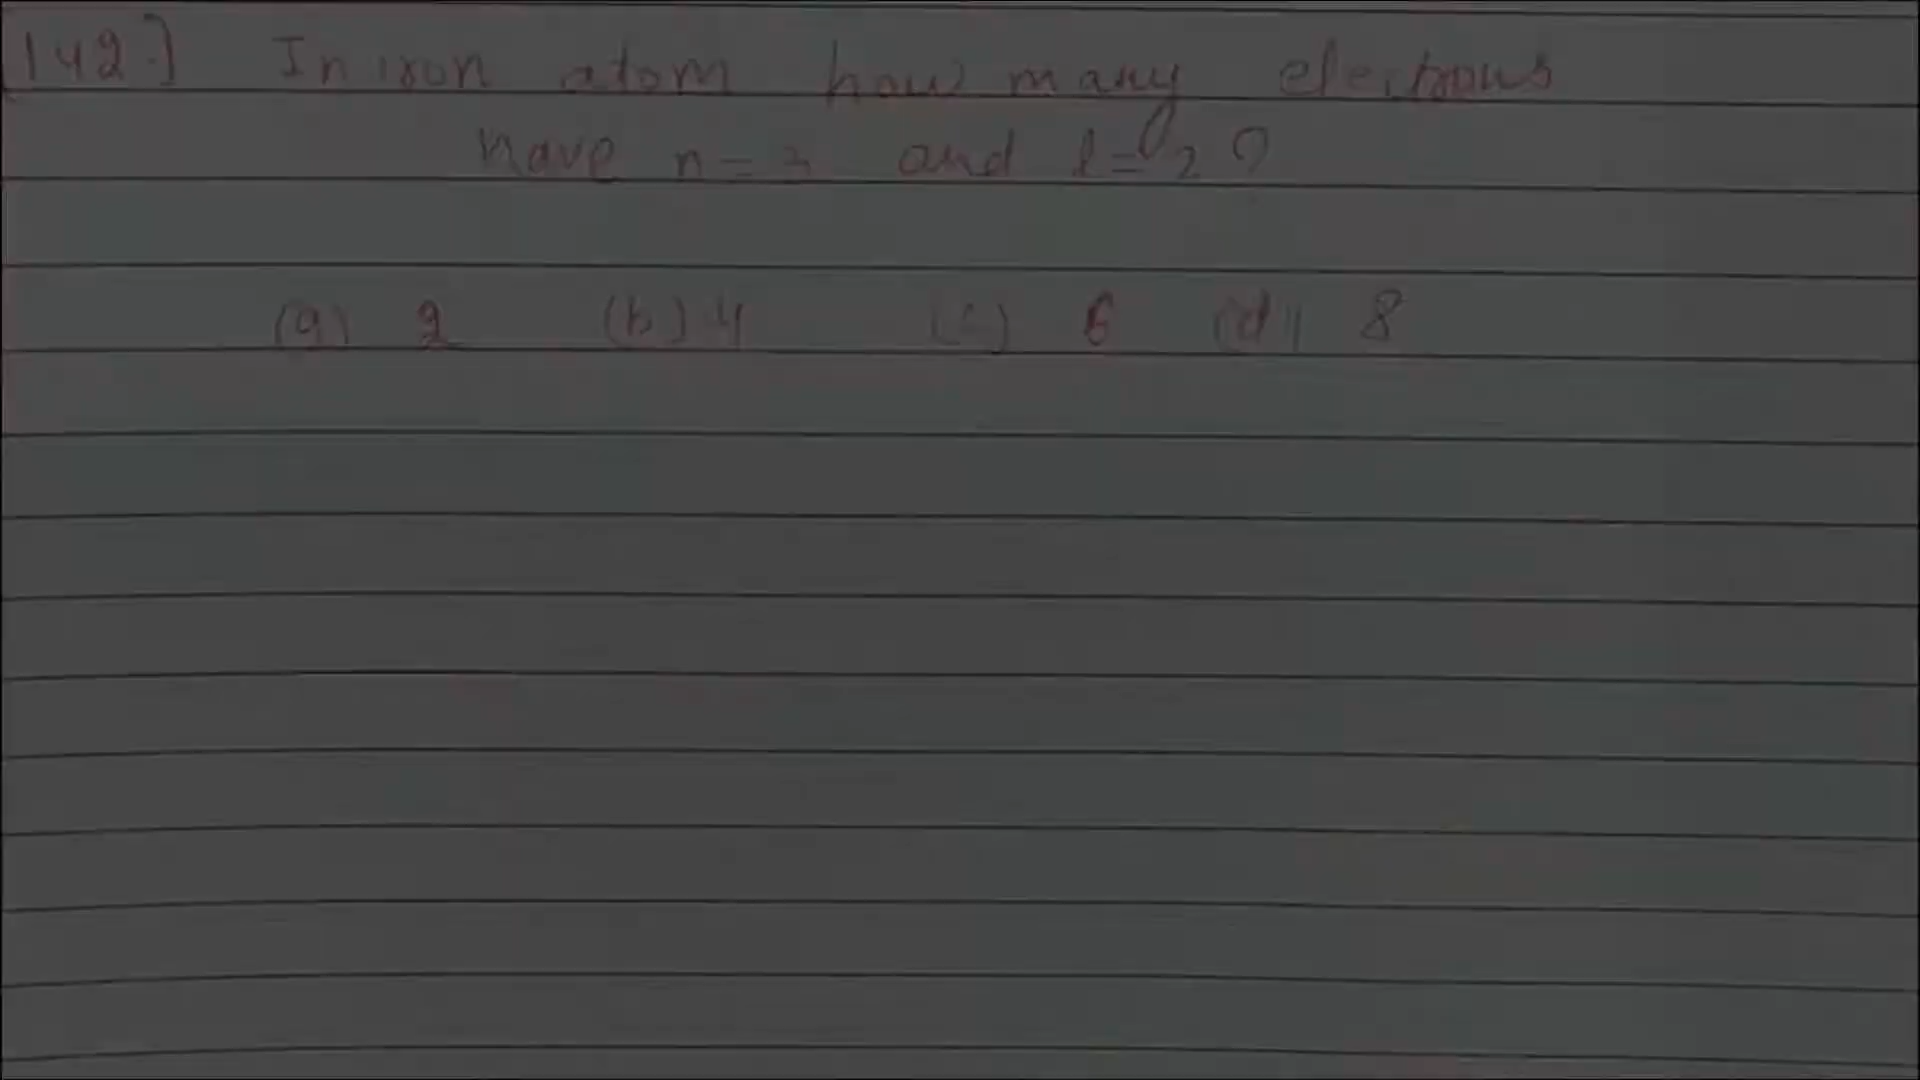 142.] In iron atom how many electrons
have n = 3 and l = 2 ?
(a) 2 (b) 4 (c) 6 (d) 8